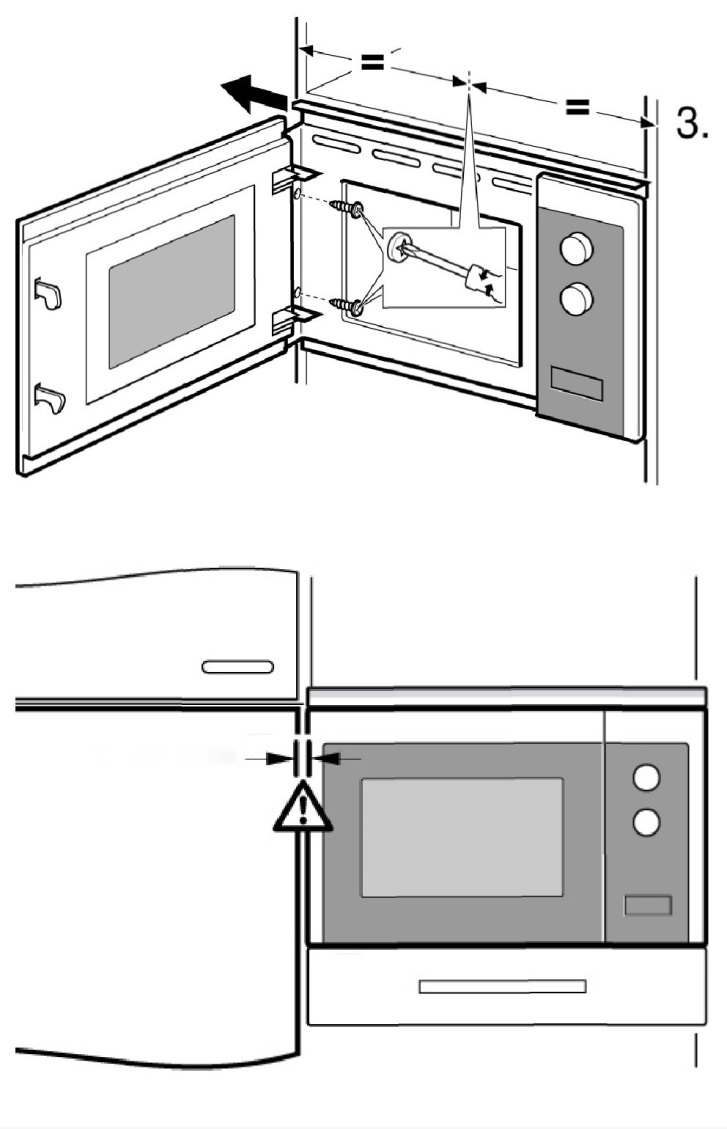 =
=
3.
!